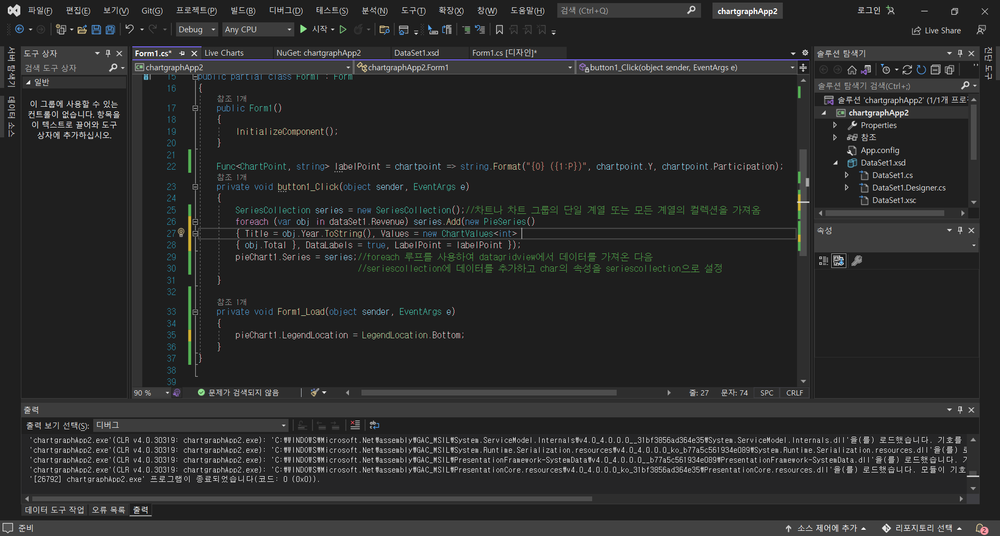 파일(F) 편집(E) 보기(V) Git(G) 프로젝트(P) 빌드(B) 디버그(D) 테스트(S) 분석(N) 도구(T) 확장(X) 창(W) 도움말(H) 검색 (Ctrl+Q) chartgraphApp2 로그인
Debug Any CPU 시작 Live Share
서버 탐색기
데이터 소스
도구 상자
검색 도구 상자
일반
이 그룹에 사용할 수 있는
컨트롤이 없습니다. 항목을
이 텍스트로 끌어와 도구
상자에 추가하십시오.
Form1.cs* Live Charts NuGet: chartgraphApp2 DataSet1.xsd Form1.cs [디자인]*
chartgraphApp2 chartgraphApp2.Form1 button1_Click(object sender, EventArgs e)
15 public partial class Form1 : Form
16 {
참조 1개
17 public Form1()
18 {
19 InitializeComponent();
20 }
21
22 Func<ChartPoint, string> labelPoint = chartpoint => string.Format("{0} ({1:P})", chartpoint.Y, chartpoint.Participation);
참조 1개
23 private void button1_Click(object sender, EventArgs e)
24 {
25 SeriesCollection series = new SeriesCollection();//차트나 차트 그룹의 단일 계열 또는 모든 계열의 컬렉션을 가져옴
26 foreach (var obj in dataSet1.Revenue) series.Add(new PieSeries()
27 { Title = obj.Year.ToString(), Values = new ChartValues<int>
28 { obj.Total }, DataLabels = true, LabelPoint = labelPoint });
29 pieChart1.Series = series;//foreach 루프를 사용하여 datagridview에서 데이터를 가져온 다음
30 //seriescollection에 데이터를 추가하고 char의 속성을 seriescollection으로 설정
31 }
32
참조 1개
33 private void Form1_Load(object sender, EventArgs e)
34 {
35 pieChart1.LegendLocation = LegendLocation.Bottom;
36 }
37 }
38
39
90 % 문제가 검색되지 않음 줄: 27 문자: 74 SPC CRLF
솔루션 탐색기
솔루션 탐색기 검색(Ctrl+;)
솔루션 'chartgraphApp2' (1/1개 프로젝
chartgraphApp2
Properties
참조
App.config
DataSet1.xsd
DataSet1.cs
DataSet1.Designer.cs
DataSet1.xsc
속성
진단 도구
출력
출력 보기 선택(S): 디버그
'chartgraphApp2.exe'(CLR v4.0.30319: chartgraphApp2.exe): 'C:₩WINDOWS₩Microsoft.Net₩assembly₩GAC_MSIL₩System.ServiceModel.Internals₩v4.0_4.0.0.0__31bf3856ad364e35₩System.ServiceModel.Internals.dll'을(를) 로드했습니다. 기호를
'chartgraphApp2.exe'(CLR v4.0.30319: chartgraphApp2.exe): 'C:₩WINDOWS₩Microsoft.Net₩assembly₩GAC_MSIL₩System.Runtime.Serialization.resources₩v4.0_4.0.0.0_ko_b77a5c561934e089₩System.Runtime.Serialization.resources.dll'을(를) 로
'chartgraphApp2.exe'(CLR v4.0.30319: chartgraphApp2.exe): 'C:₩WINDOWS₩Microsoft.Net₩assembly₩GAC_MSIL₩PresentationFramework-SystemData₩v4.0_4.0.0.0__b77a5c561934e089₩PresentationFramework-SystemData.dll'을(를) 로드했습니다. 기
'chartgraphApp2.exe'(CLR v4.0.30319: chartgraphApp2.exe): 'C:₩WINDOWS₩Microsoft.Net₩assembly₩GAC_MSIL₩PresentationCore.resources₩v4.0_4.0.0.0_ko_31bf3856ad364e35₩PresentationCore.resources.dll'을(를) 로드했습니다. 모듈이 기호
'[26792] chartgraphApp2.exe' 프로그램이 종료되었습니다(코드: 0 (0x0)).
데이터 도구 작업 오류 목록 출력
준비 소스 제어에 추가 리포지토리 선택 2